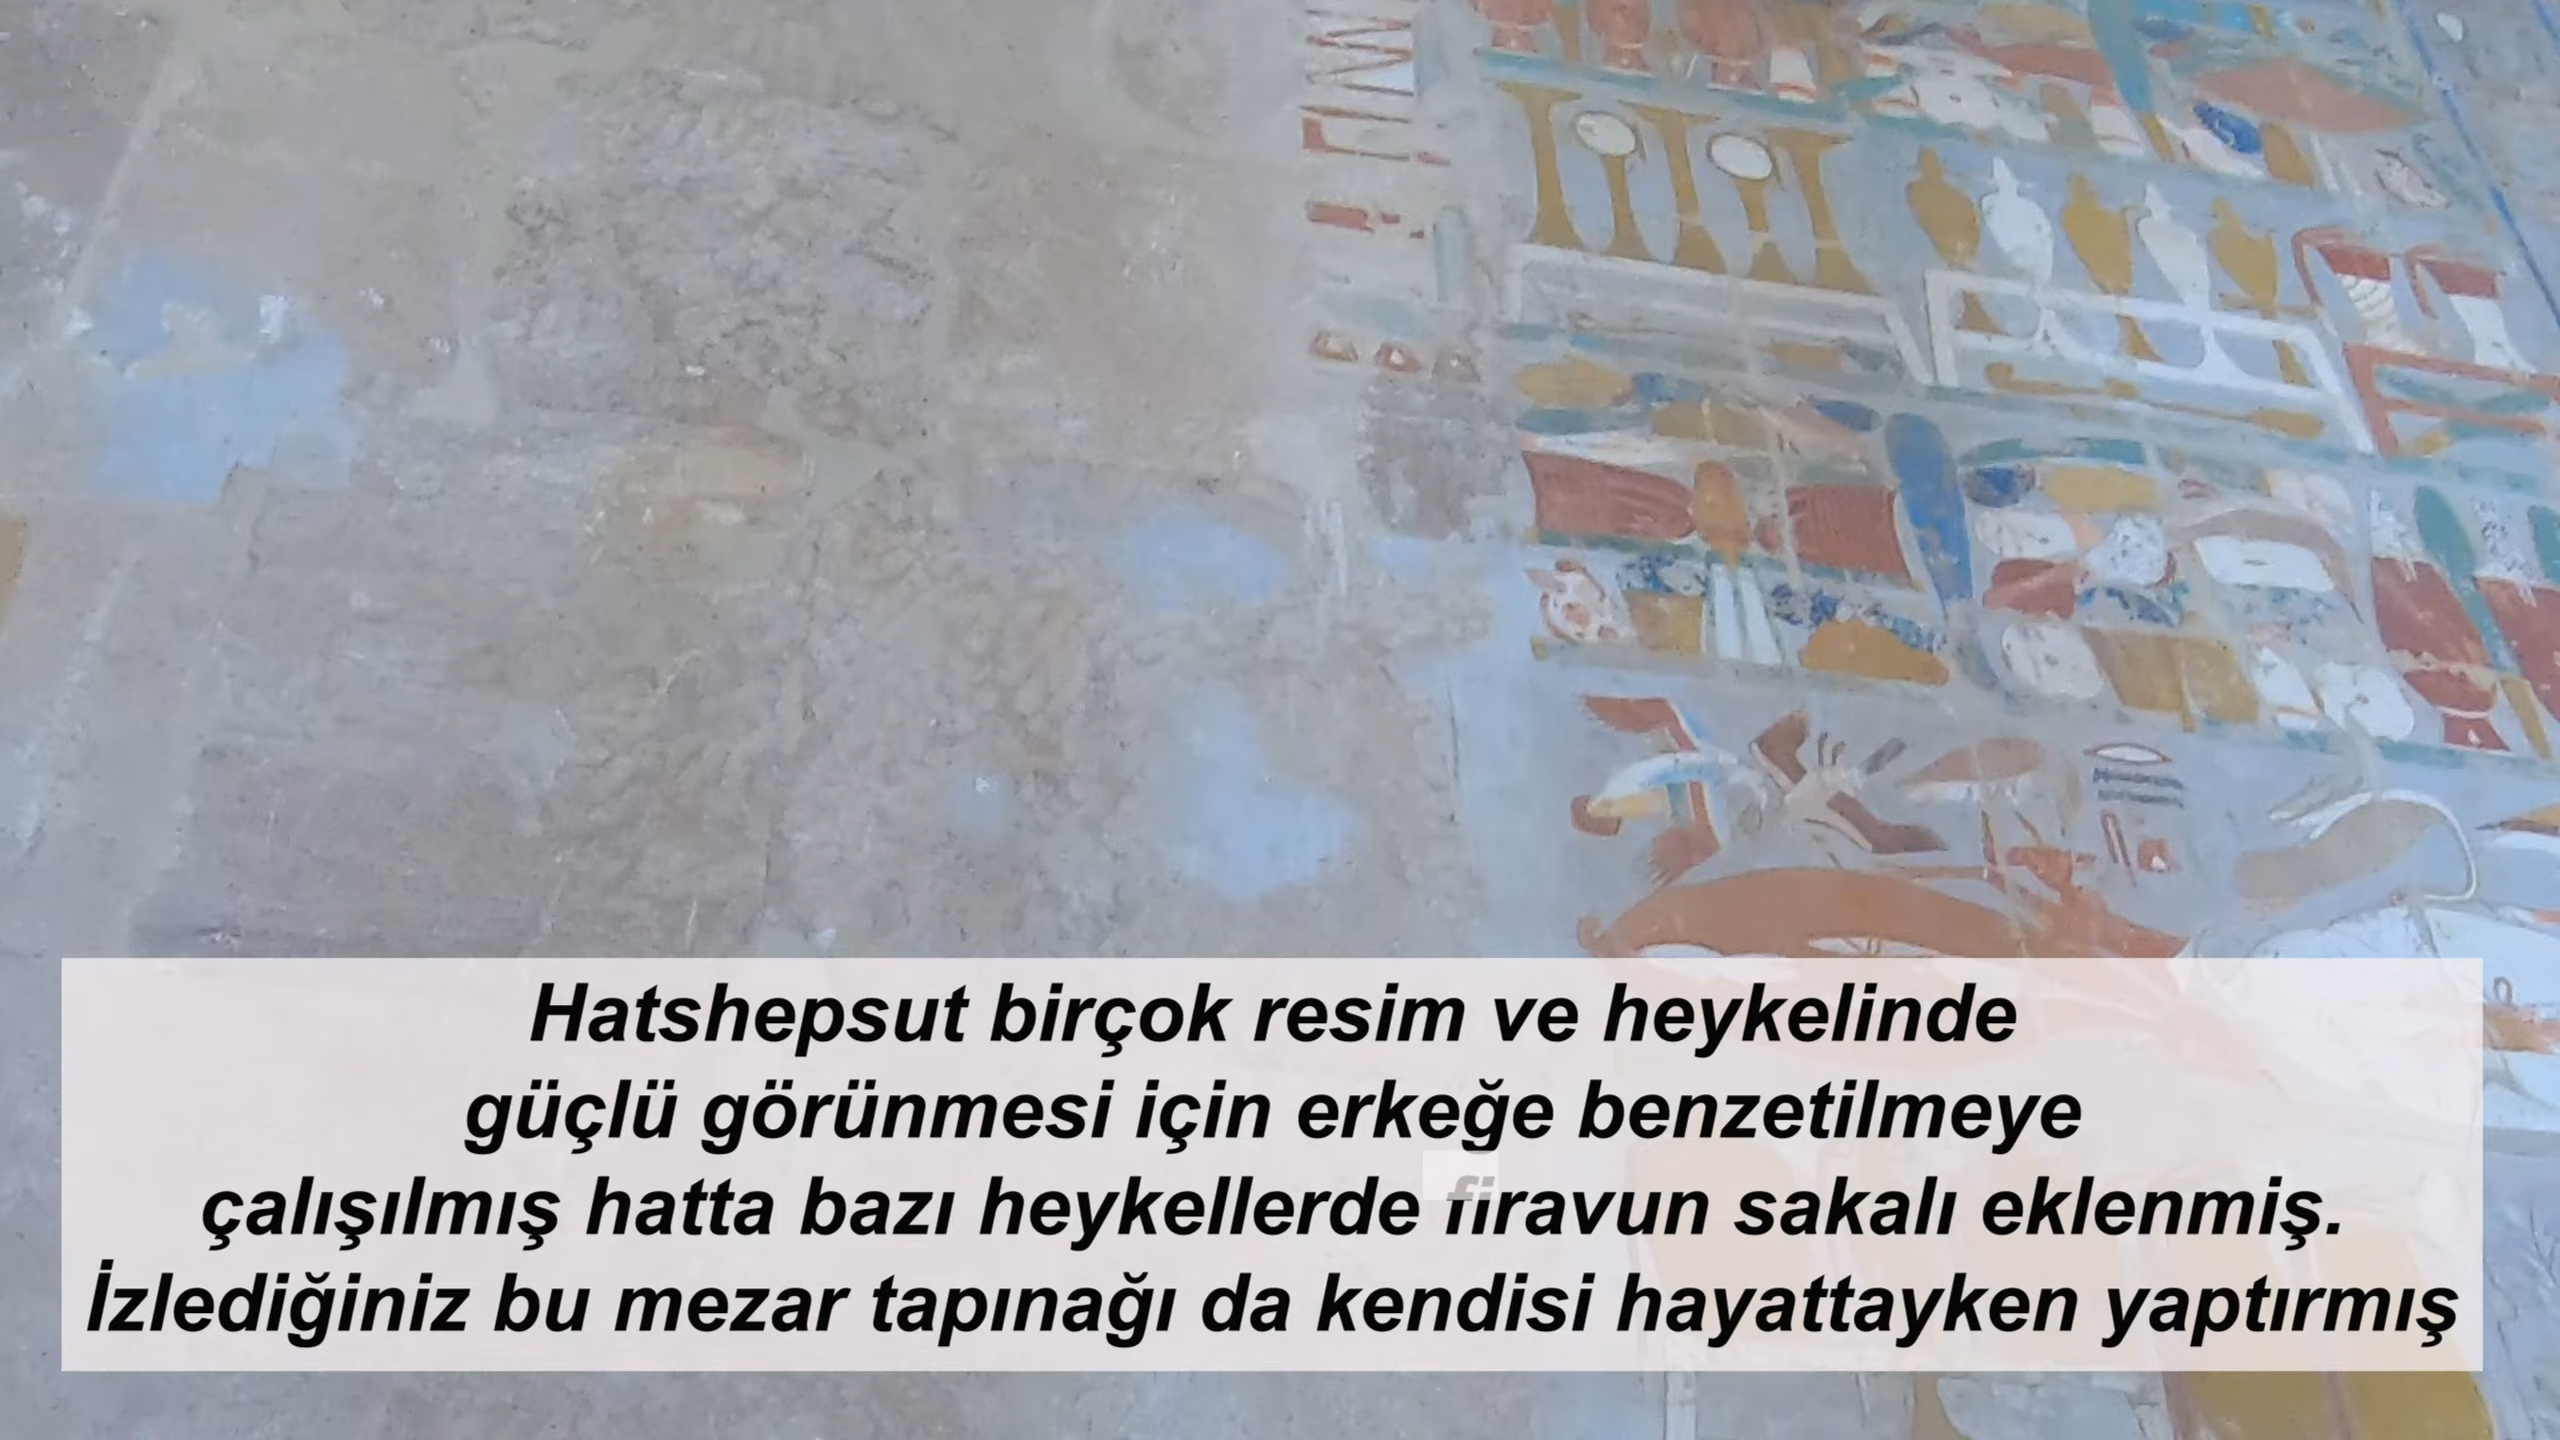 Hatshepsut birçok resim ve heykelinde
güçlü görünmesi için erkeğe benzetilmeye
çalışılmış hatta bazı heykellerde firavun sakalı eklenmiş.
İzlediğiniz bu mezar tapınağı da kendisi hayattayken yaptırmış